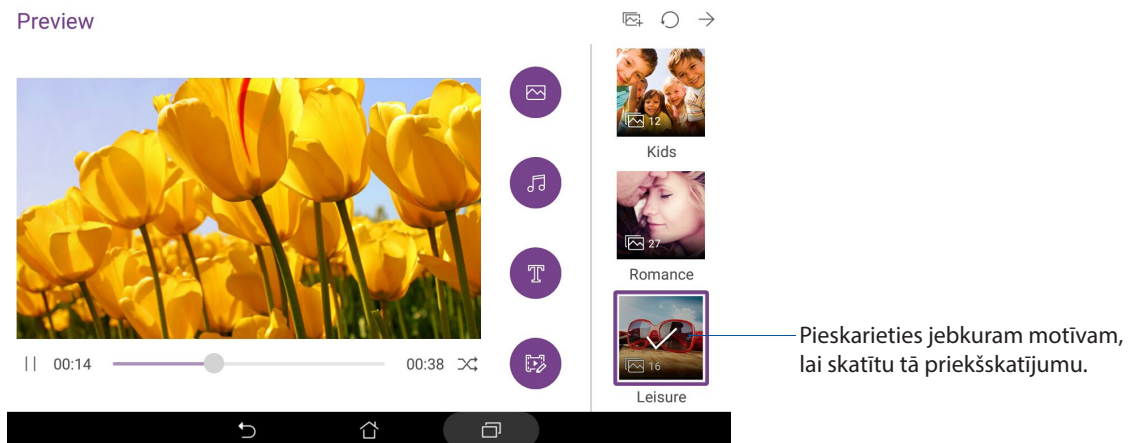 Preview
12
Kids
27
Romance
16
Leisure
00:14
00:38
Pieskarieties jebkuram motīvam,
lai skatītu tā priekšskatījumu.